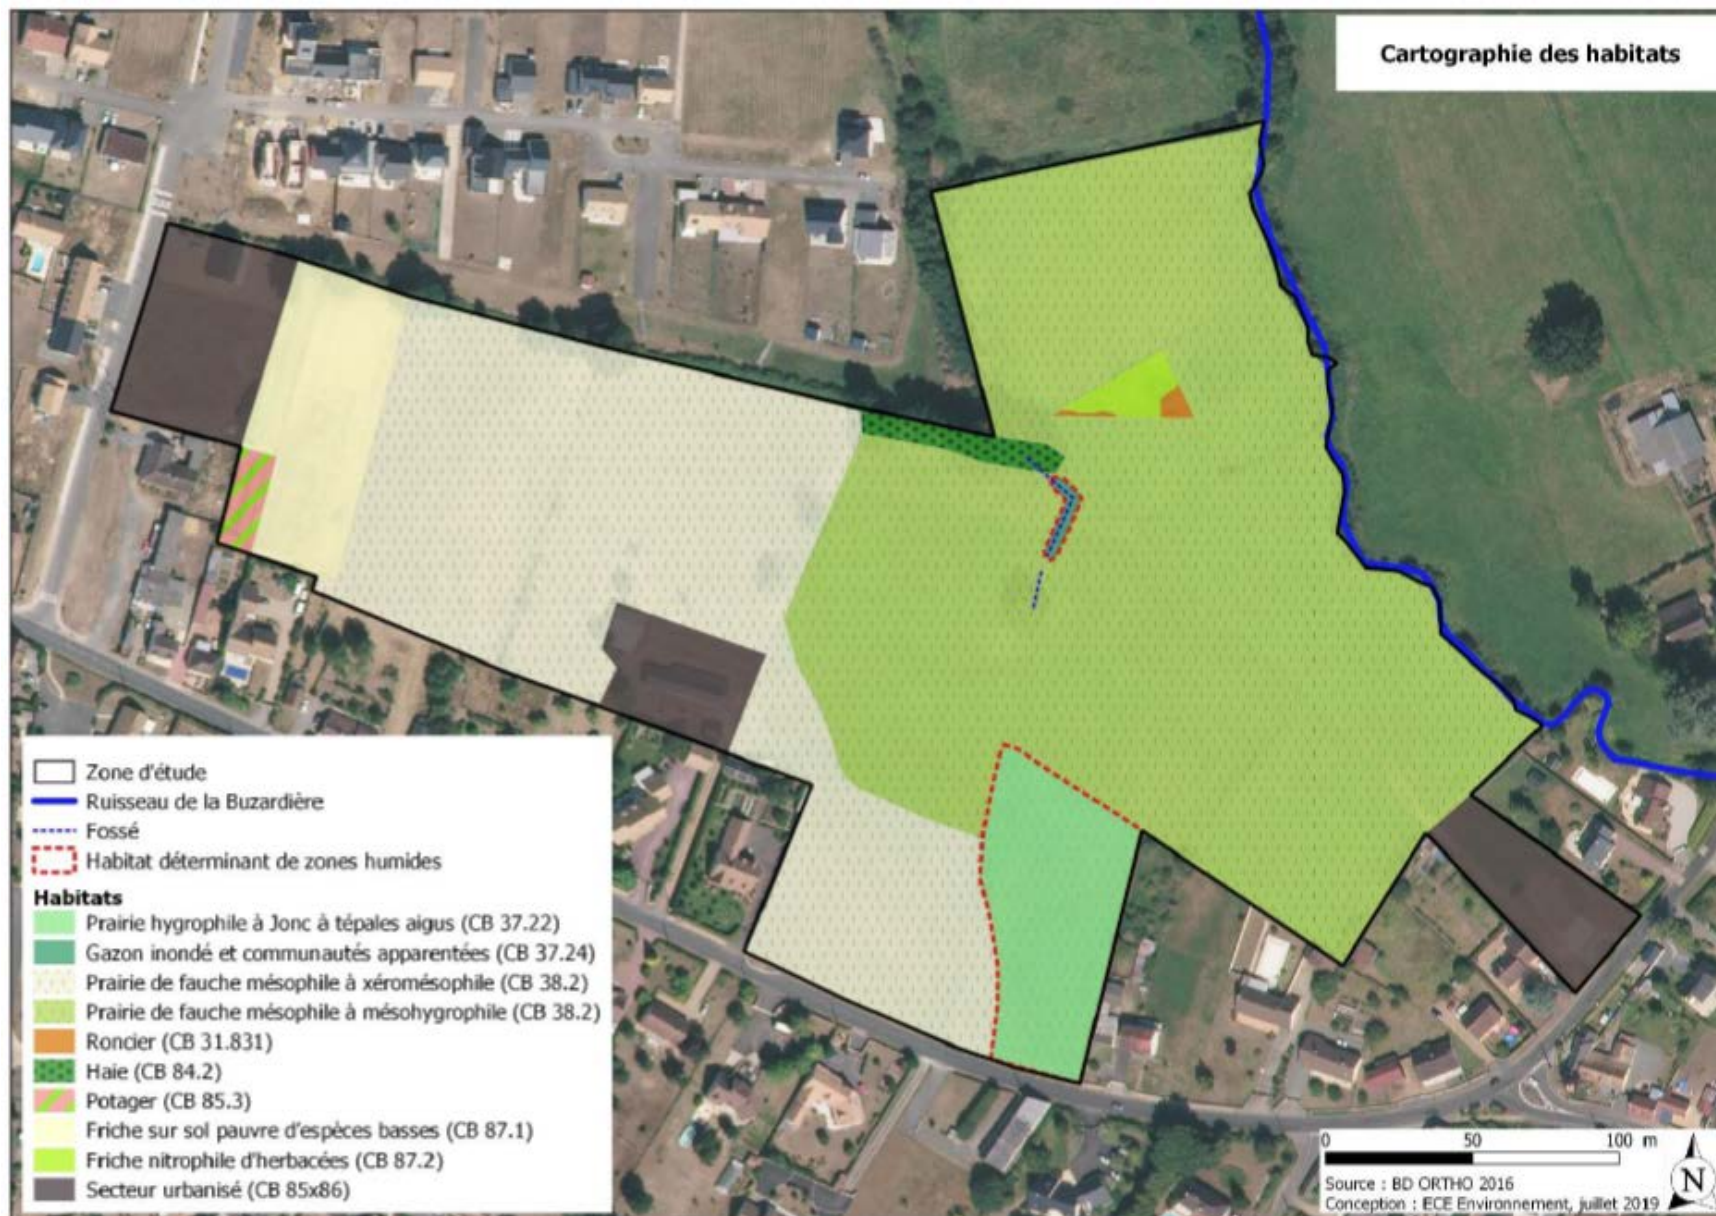 Cartographie des habitats
Zone d'étude
Ruisseau de la Buzardière
Fossé
Habitat déterminant de zones humides
Habitats
Prairie hygrophile à Jonc à tépales aigus (CB 37.22)
Gazon inondé et communautés apparentées (CB 37.24)
Prairie de fauche mésophile à xéromésophile (CB 38.2)
Prairie de fauche mésophile à mésohygrophile (CB 38.2)
Roncier (CB 31.831)
Haie (CB 84.2)
Potager (CB 85.3)
Friche sur sol pauvre d'espèces basses (CB 87.1)
Friche nitrophile d'herbacées (CB 87.2)
Secteur urbanisé (CB 85x86)
0 50 100 m
N
Source : BD ORTHO 2016
Conception : ECE Environnement, juillet 2019